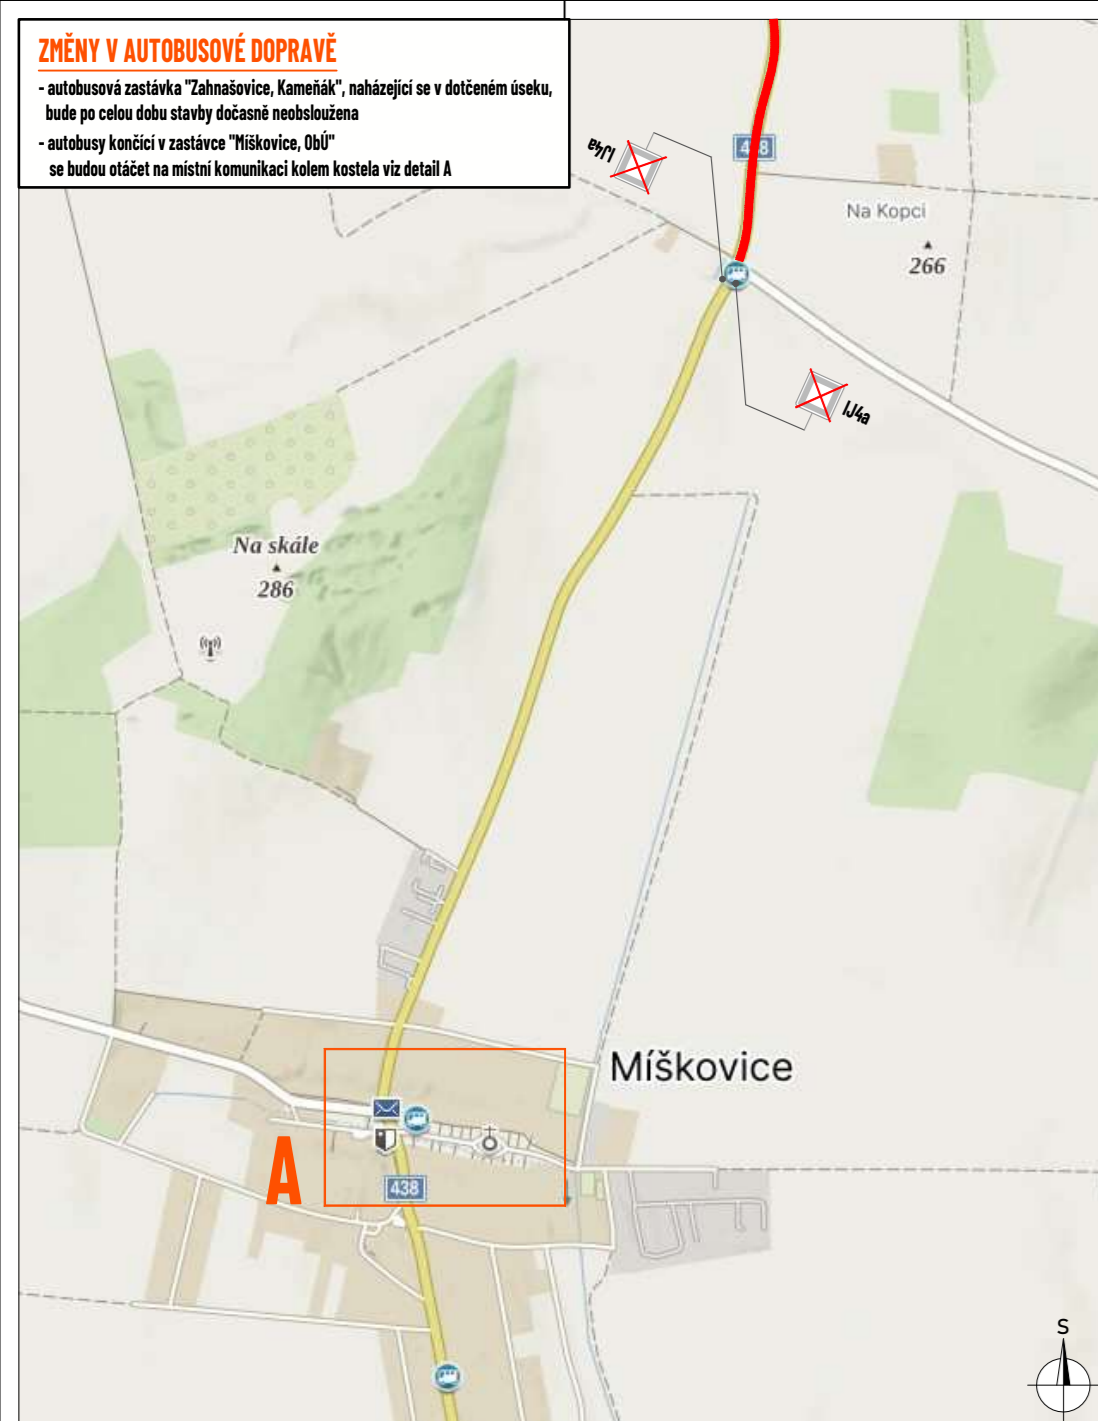 ZMĚNY V AUTOBUSOVÉ DOPRAVĚ
- autobusová zastávka "Zahnašovice, Kameňák", naházející se v dotčeném úseku,
bude po celou dobu stavby dočasně neobsloužena
- autobusy končící v zastávce "Míškovice, ObÚ"
se budou otáčet na místní komunikaci kolem kostela viz detail A
IJ4a
438
Na Kopci
266
IJ4a
Na skále
286
Míškovice
A
438
S